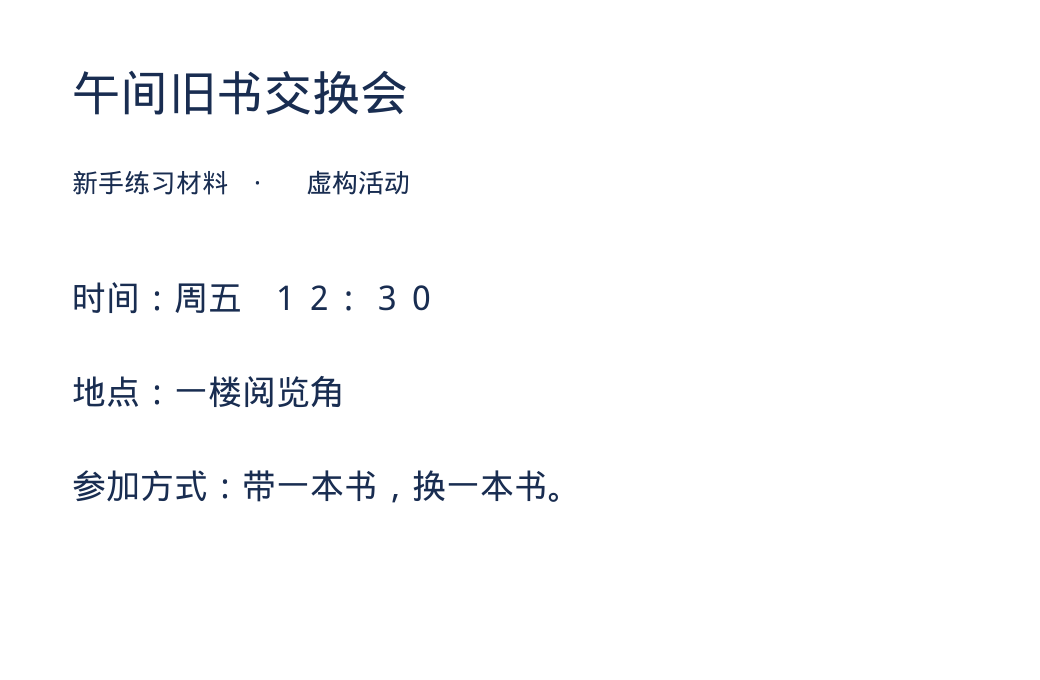 午间旧书交换会
新手练习材料 · 虚构活动
时间：周五 12：30
地点：一楼阅览角
参加方式：带一本书，换一本书。